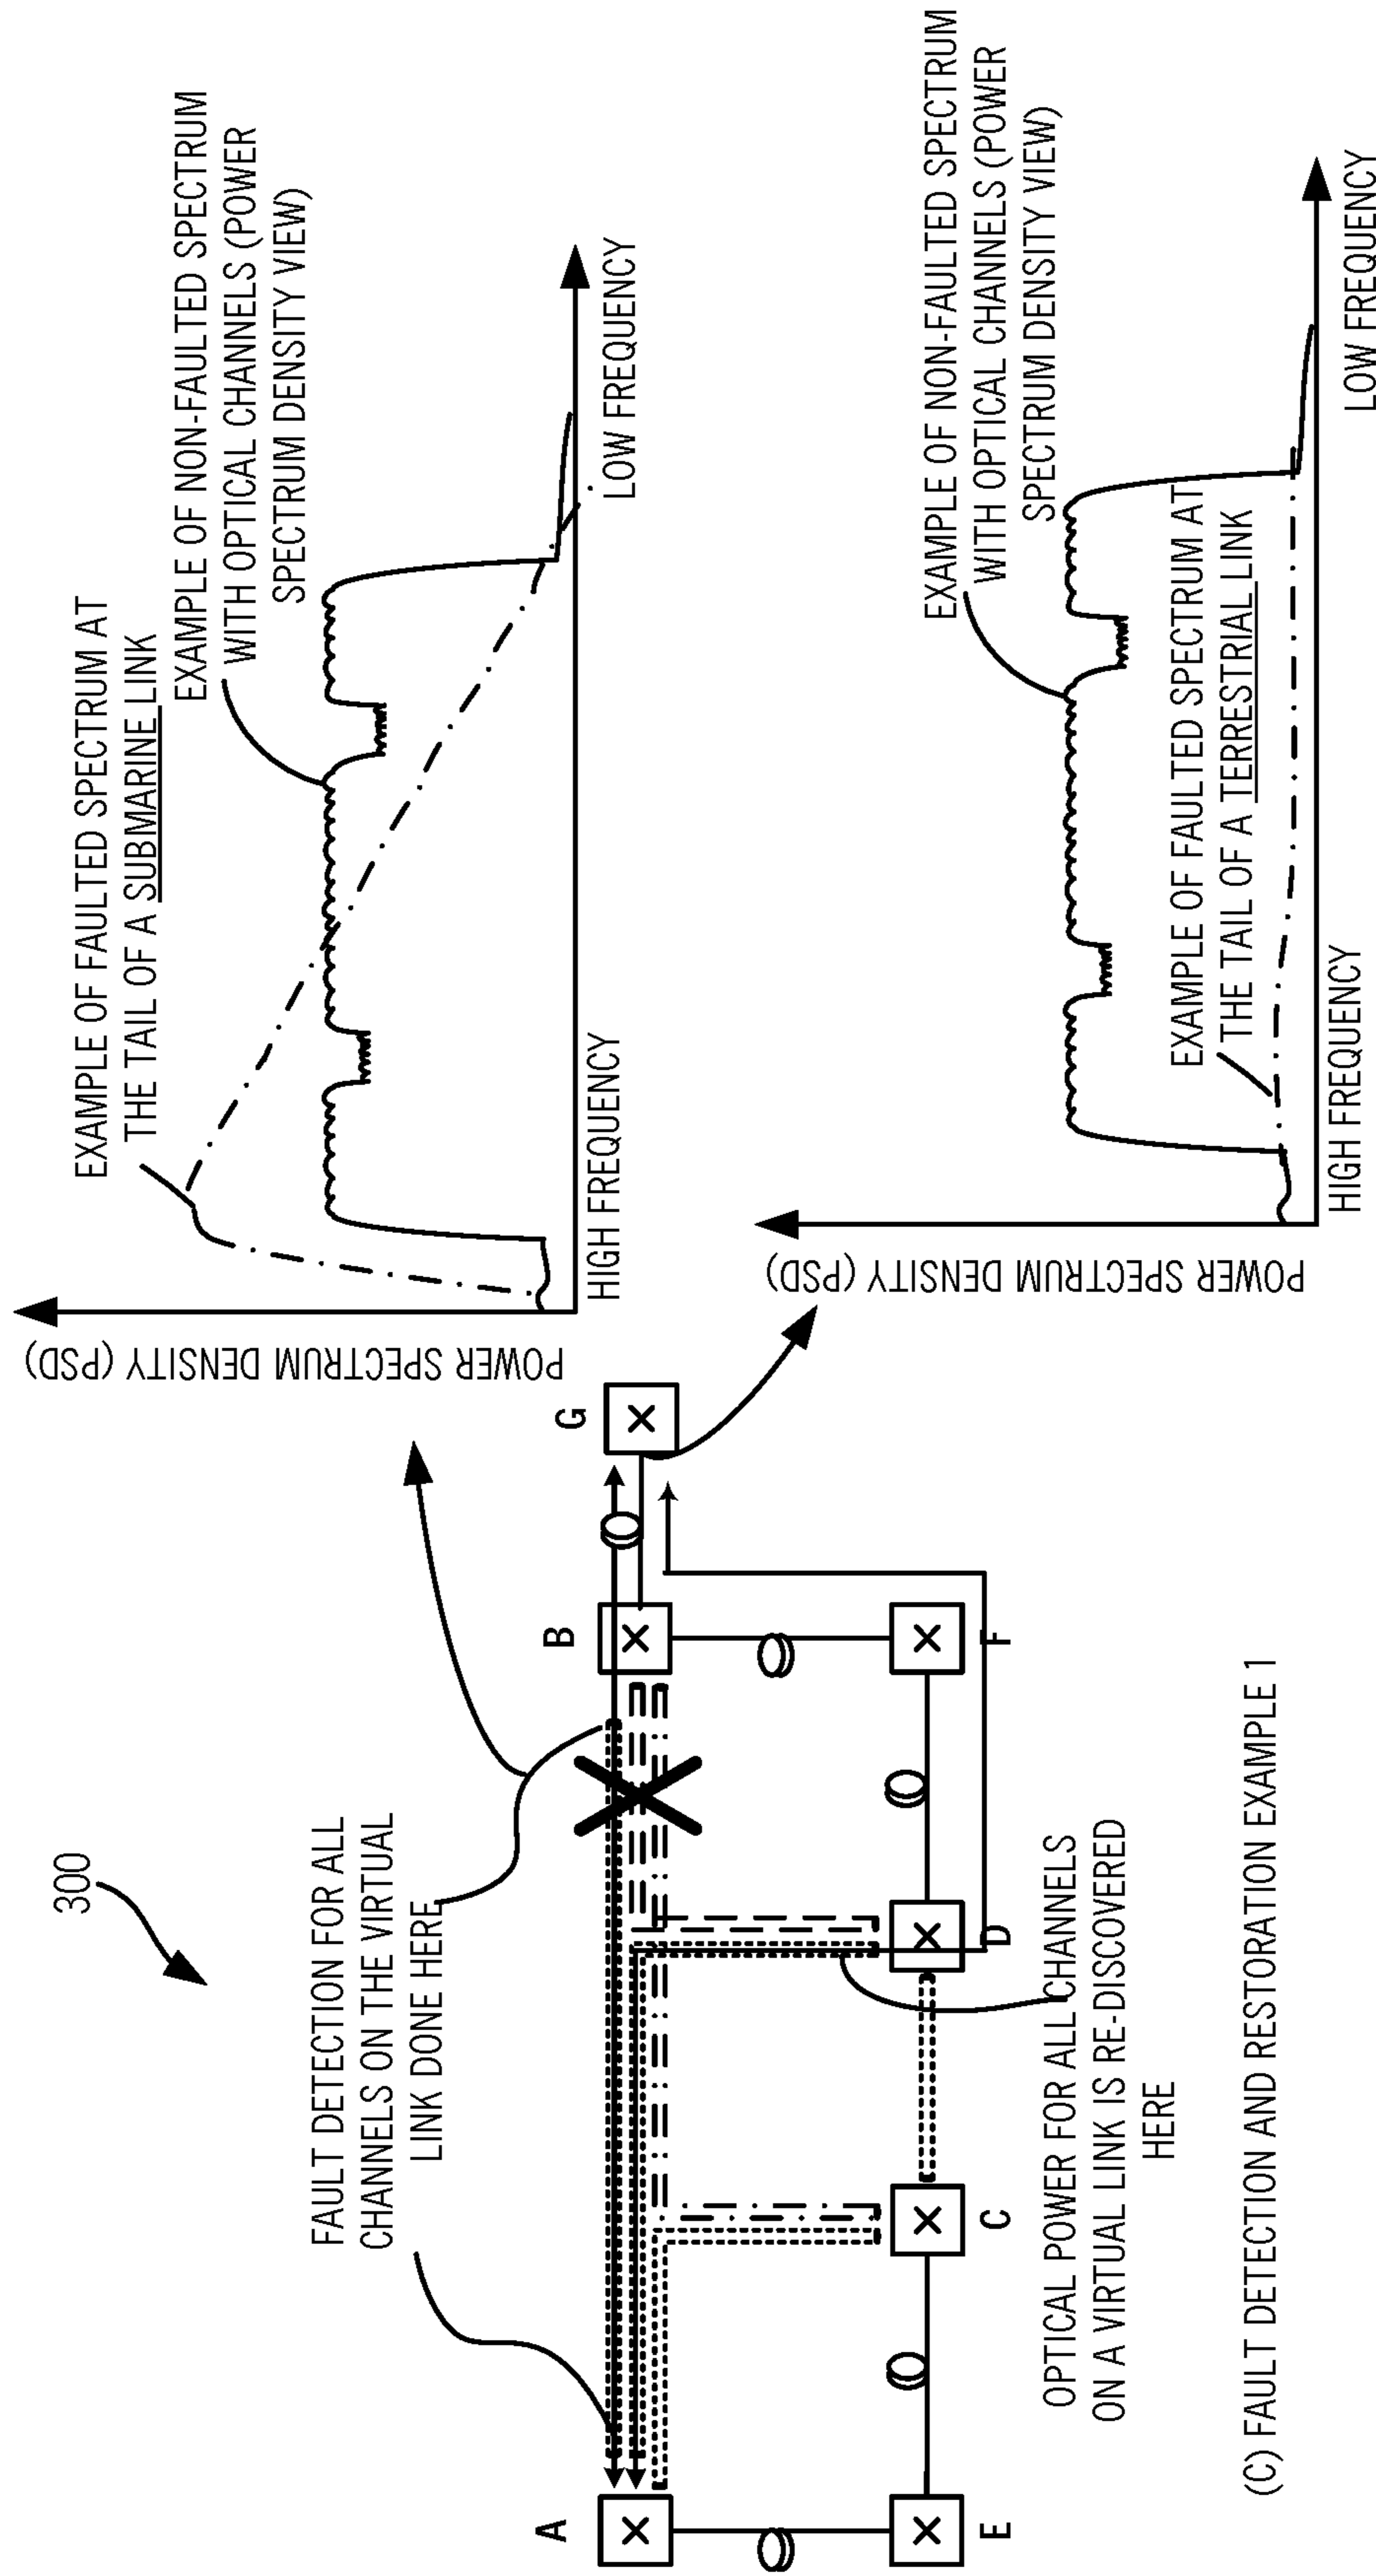 300
FAULT DETECTION FOR ALL
CHANNELS ON THE VIRTUAL
LINK DONE HERE
A
B
G
E
C
D
F
OPTICAL POWER FOR ALL CHANNELS
ON A VIRTUAL LINK IS RE-DISCOVERED
HERE
(C) FAULT DETECTION AND RESTORATION EXAMPLE 1
POWER SPECTRUM DENSITY (PSD)
EXAMPLE OF FAULTED SPECTRUM AT
THE TAIL OF A SUBMARINE LINK
EXAMPLE OF NON-FAULTED SPECTRUM
WITH OPTICAL CHANNELS (POWER
SPECTRUM DENSITY VIEW)
HIGH FREQUENCY
LOW FREQUENCY
POWER SPECTRUM DENSITY (PSD)
EXAMPLE OF NON-FAULTED SPECTRUM
WITH OPTICAL CHANNELS (POWER
SPECTRUM DENSITY VIEW)
EXAMPLE OF FAULTED SPECTRUM AT
THE TAIL OF A TERRESTRIAL LINK
HIGH FREQUENCY
LOW FREQUENCY